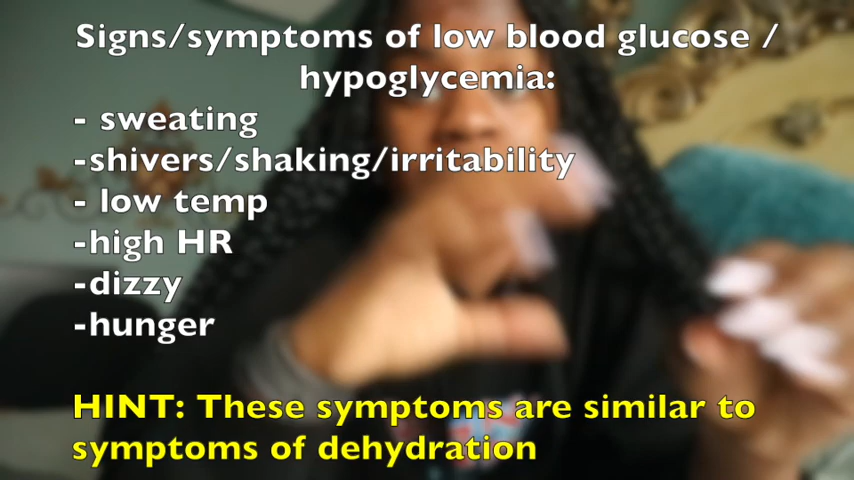 Signs/symptoms of low blood glucose /
hypoglycemia:
- sweating
-shivers/shaking/irritability
- low temp
-high HR
-dizzy
-hunger
HINT: These symptoms are similar to
symptoms of dehydration